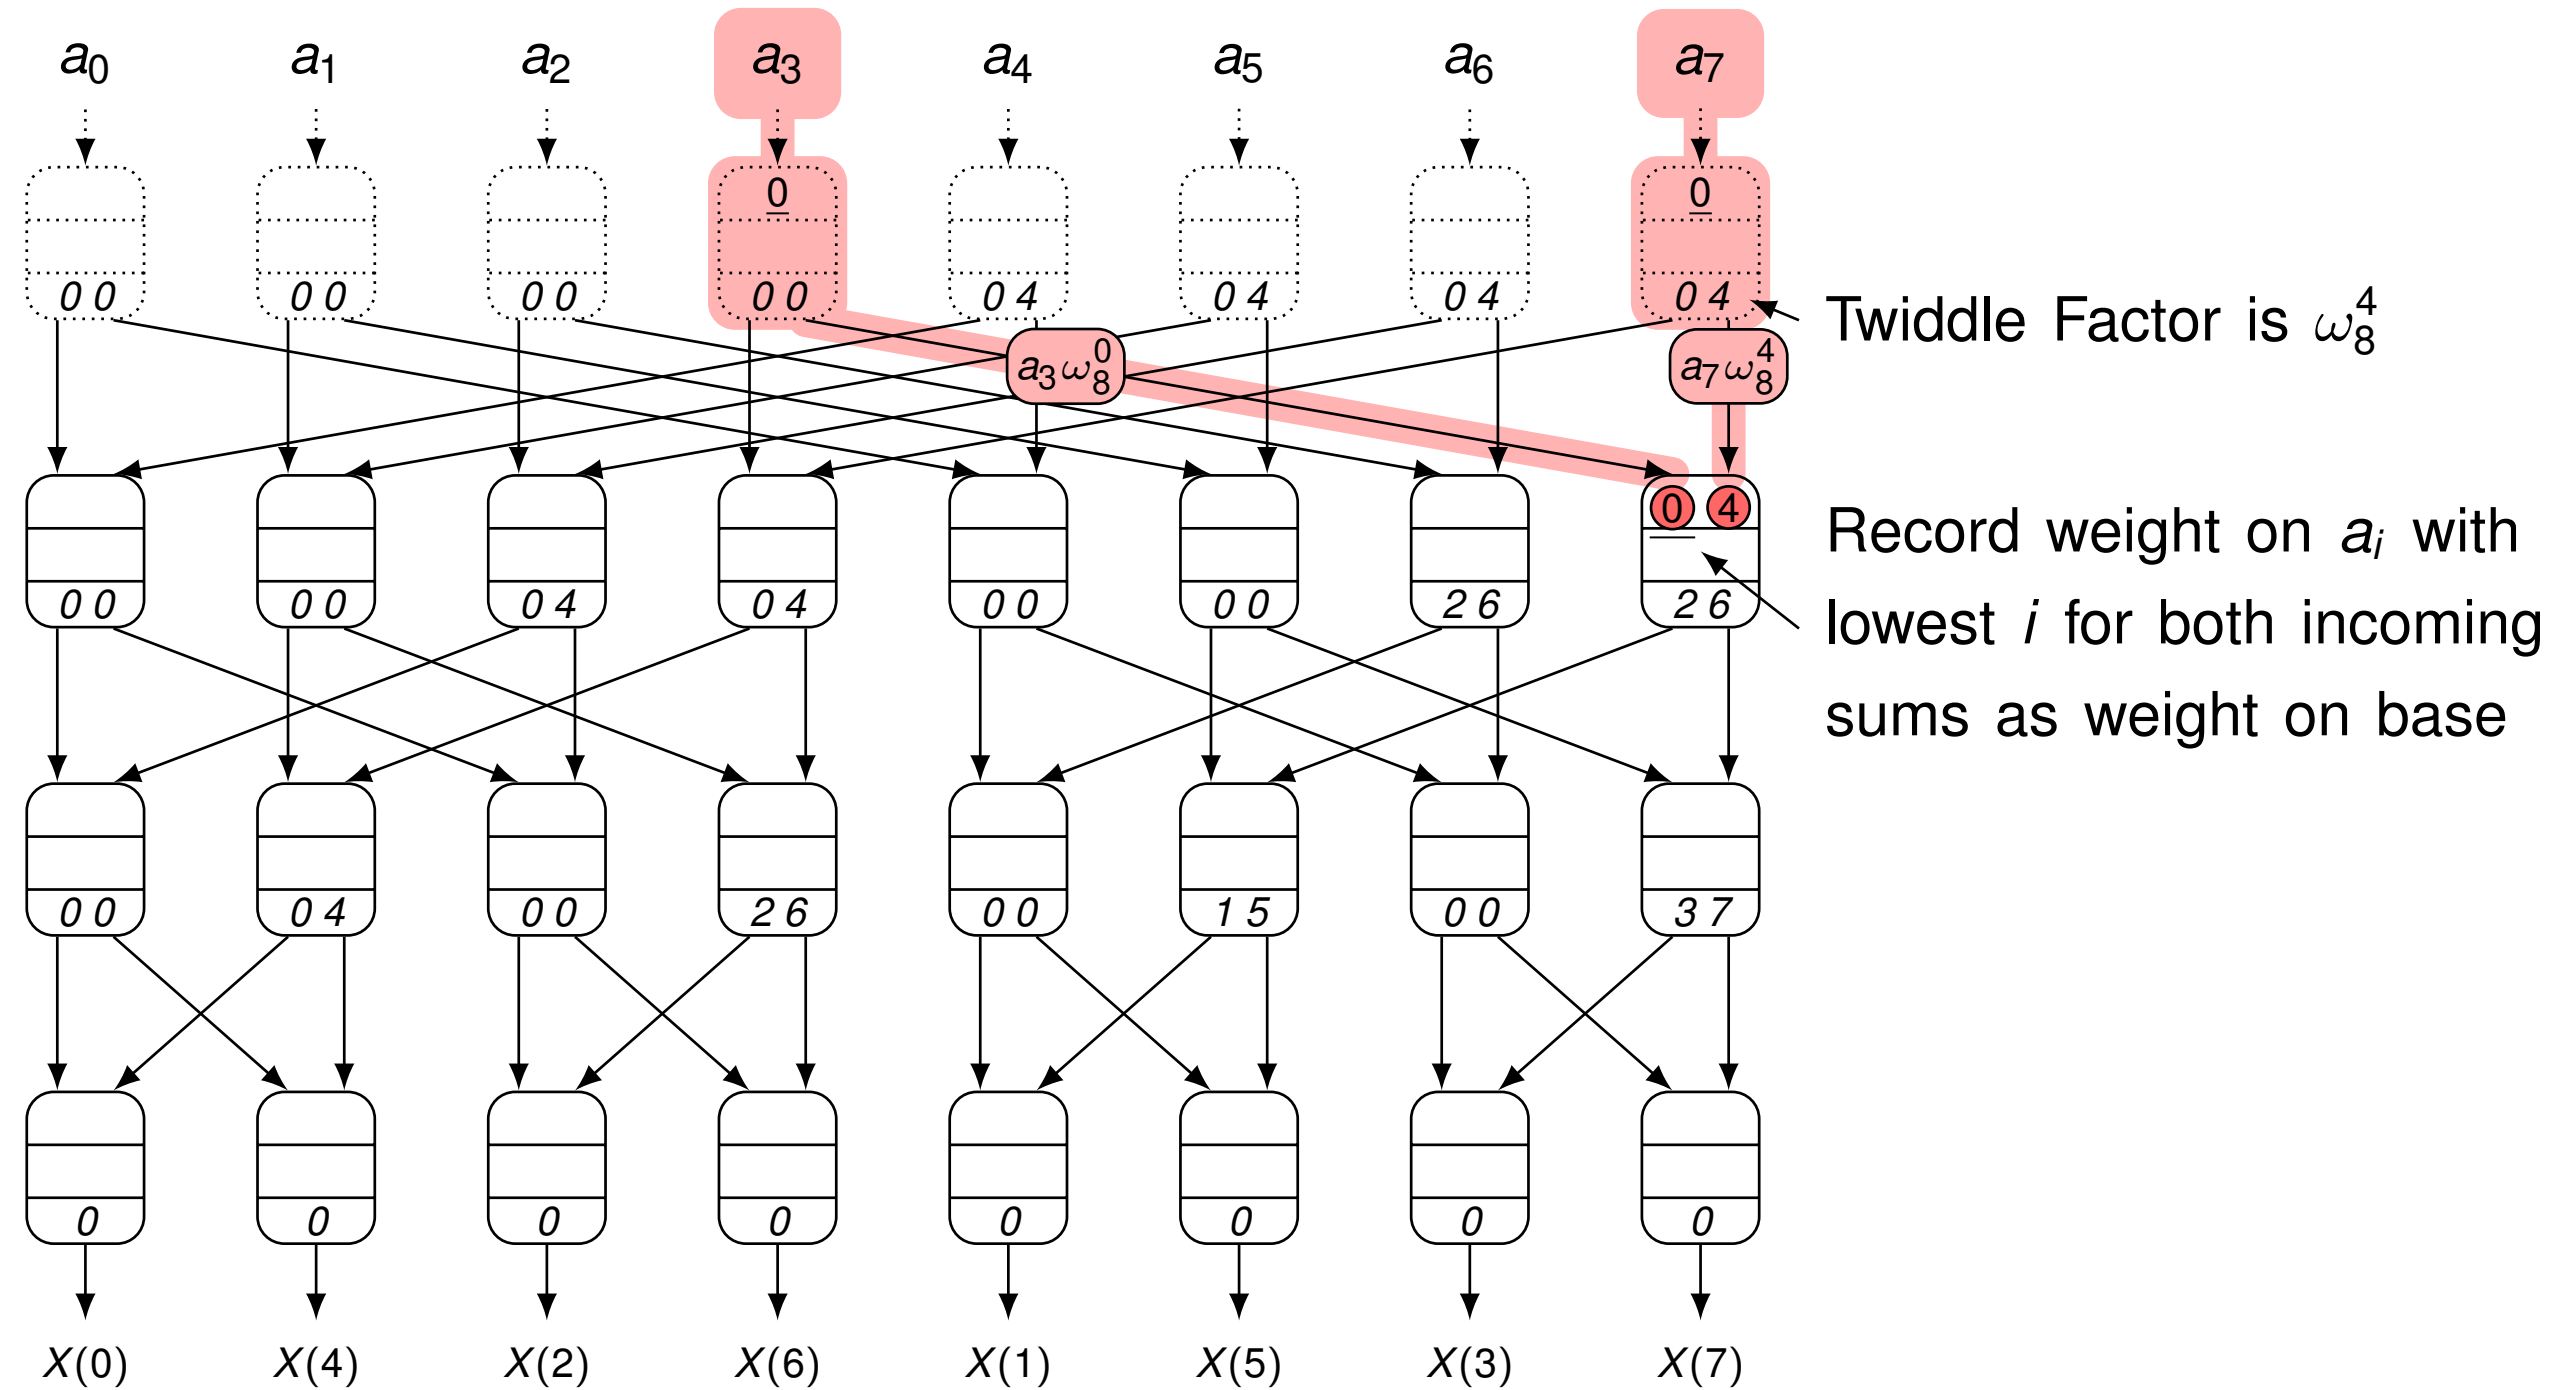 a0 a1 a2 a3 a4 a5 a6 a7
0 0
0 0 0 0 0 0 0 0 0 4 0 4 0 4 0 4
Twiddle Factor is ω₈⁴
a₃ω₈⁰ a₇ω₈⁴
0 4
Record weight on aᵢ with
lowest i for both incoming
sums as weight on base
0 0 0 0 0 4 0 4 0 0 0 0 2 6 2 6
0 0 0 4 0 0 2 6 0 0 1 5 0 0 3 7
0 0 0 0 0 0 0 0
X(0) X(4) X(2) X(6) X(1) X(5) X(3) X(7)